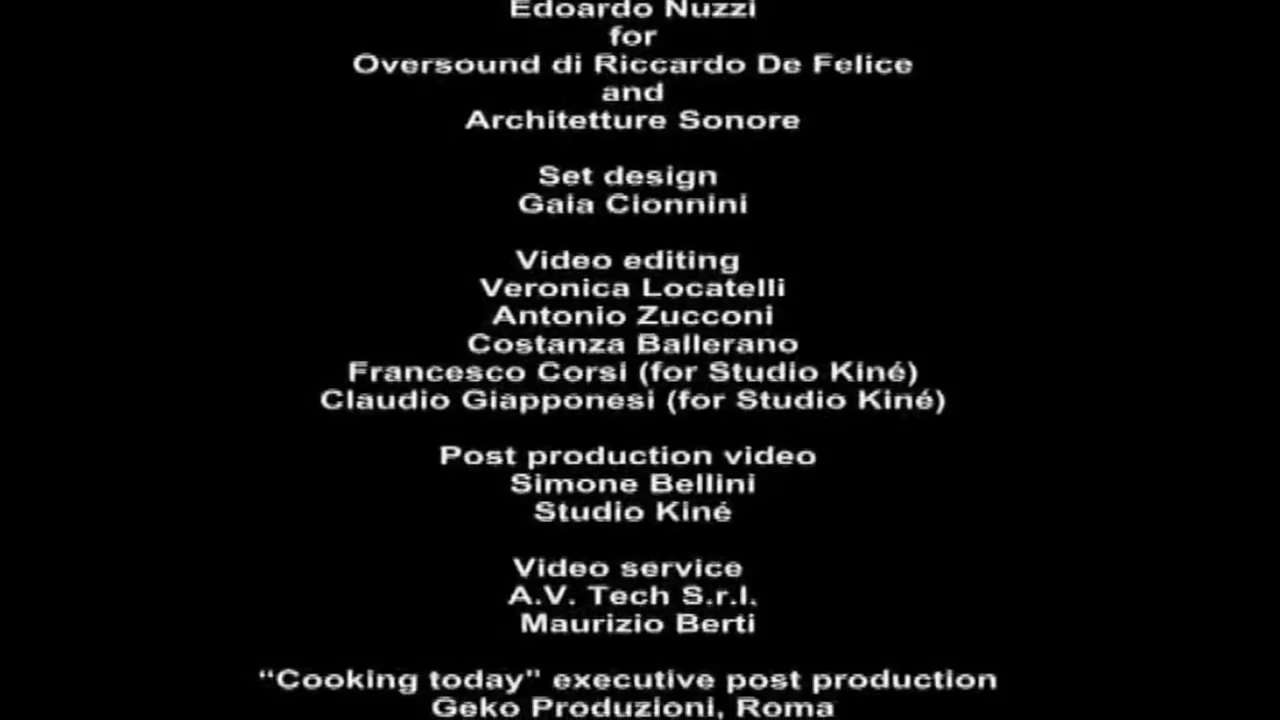 Edoardo Nuzzi
for
Oversound di Riccardo De Felice
and
Architetture Sonore
Set design
Gaia Cionnini
Video editing
Veronica Locatelli
Antonio Zucconi
Costanza Ballerano
Francesco Corsi (for Studio Kiné)
Claudio Giapponesi (for Studio Kiné)
Post production video
Simone Bellini
Studio Kiné
Video service
A.V. Tech S.r.l.
Maurizio Berti
“Cooking today” executive post production
Geko Produzioni, Roma